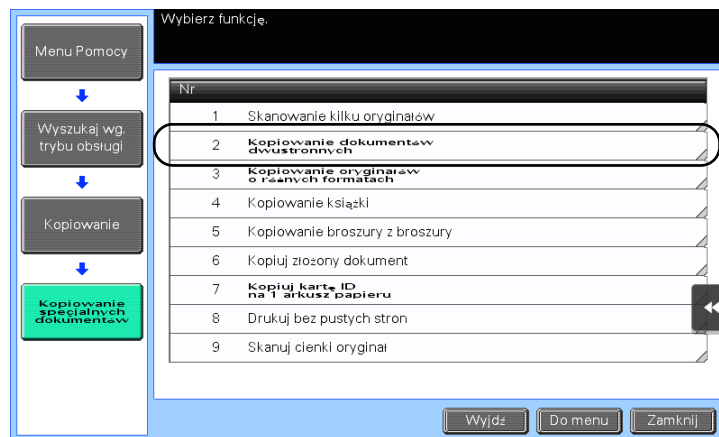 Wybierz funkcję.
Menu Pomocy
Wyszukaj wg.
trybu obsługi
Kopiowanie
Kopiowanie
specjalnych
dokumentów
Nr
1 Skanowanie kilku oryginałów
2 Kopiowanie dokumentów
dwustronnych
3 Kopiowanie oryginałów
o różnych formatach
4 Kopiowanie książki
5 Kopiowanie broszury z broszury
6 Kopiuj złożony dokument
7 Kopiuj kartę ID
na 1 arkusz papieru
8 Drukuj bez pustych stron
9 Skanuj cienki oryginał
Wyjdź Do menu Zamknij